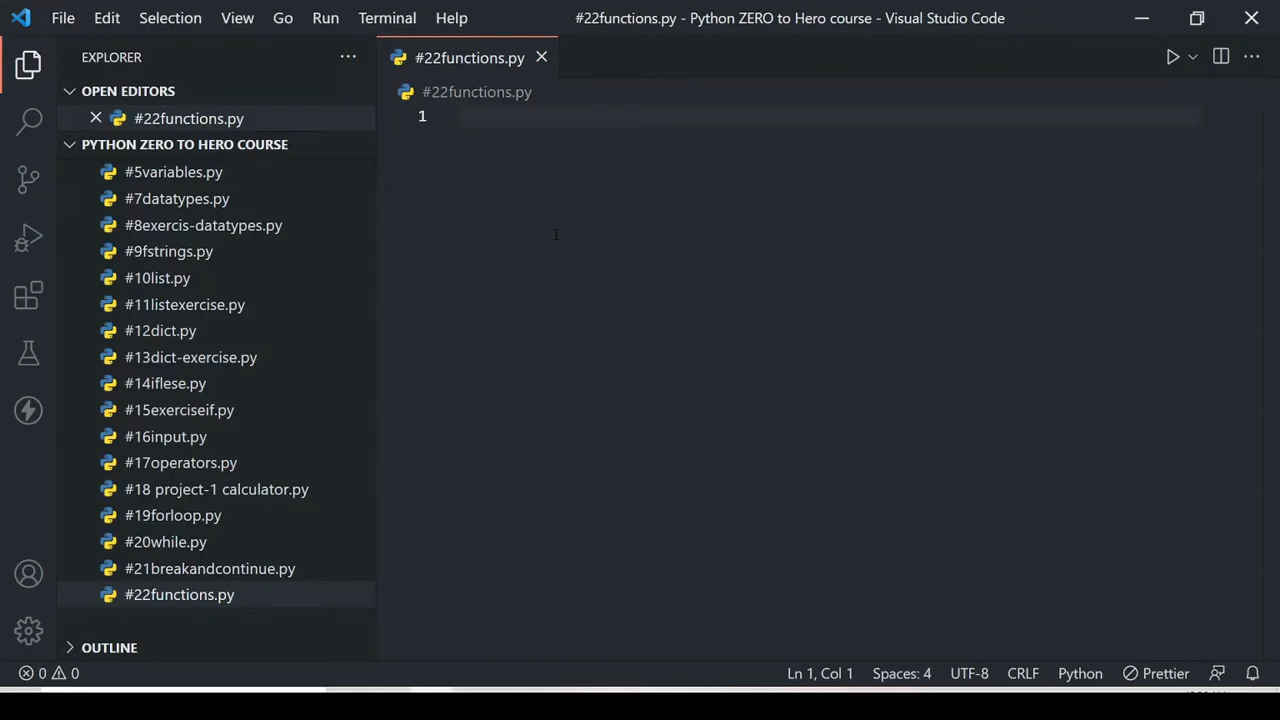 File Edit Selection View Go Run Terminal Help #22functions.py - Python ZERO to Hero course - Visual Studio Code
EXPLORER
#22functions.py
OPEN EDITORS
#22functions.py
#22functions.py
1
PYTHON ZERO TO HERO COURSE
#5variables.py
#7datatypes.py
#8exercis-datatypes.py
#9fstrings.py
#10list.py
#11listexercise.py
#12dict.py
#13dict-exercise.py
#14iflese.py
#15exerciseif.py
#16input.py
#17operators.py
#18 project-1 calculator.py
#19forloop.py
#20while.py
#21breakandcontinue.py
#22functions.py
OUTLINE
0 0 Ln 1, Col 1 Spaces: 4 UTF-8 CRLF Python Prettier